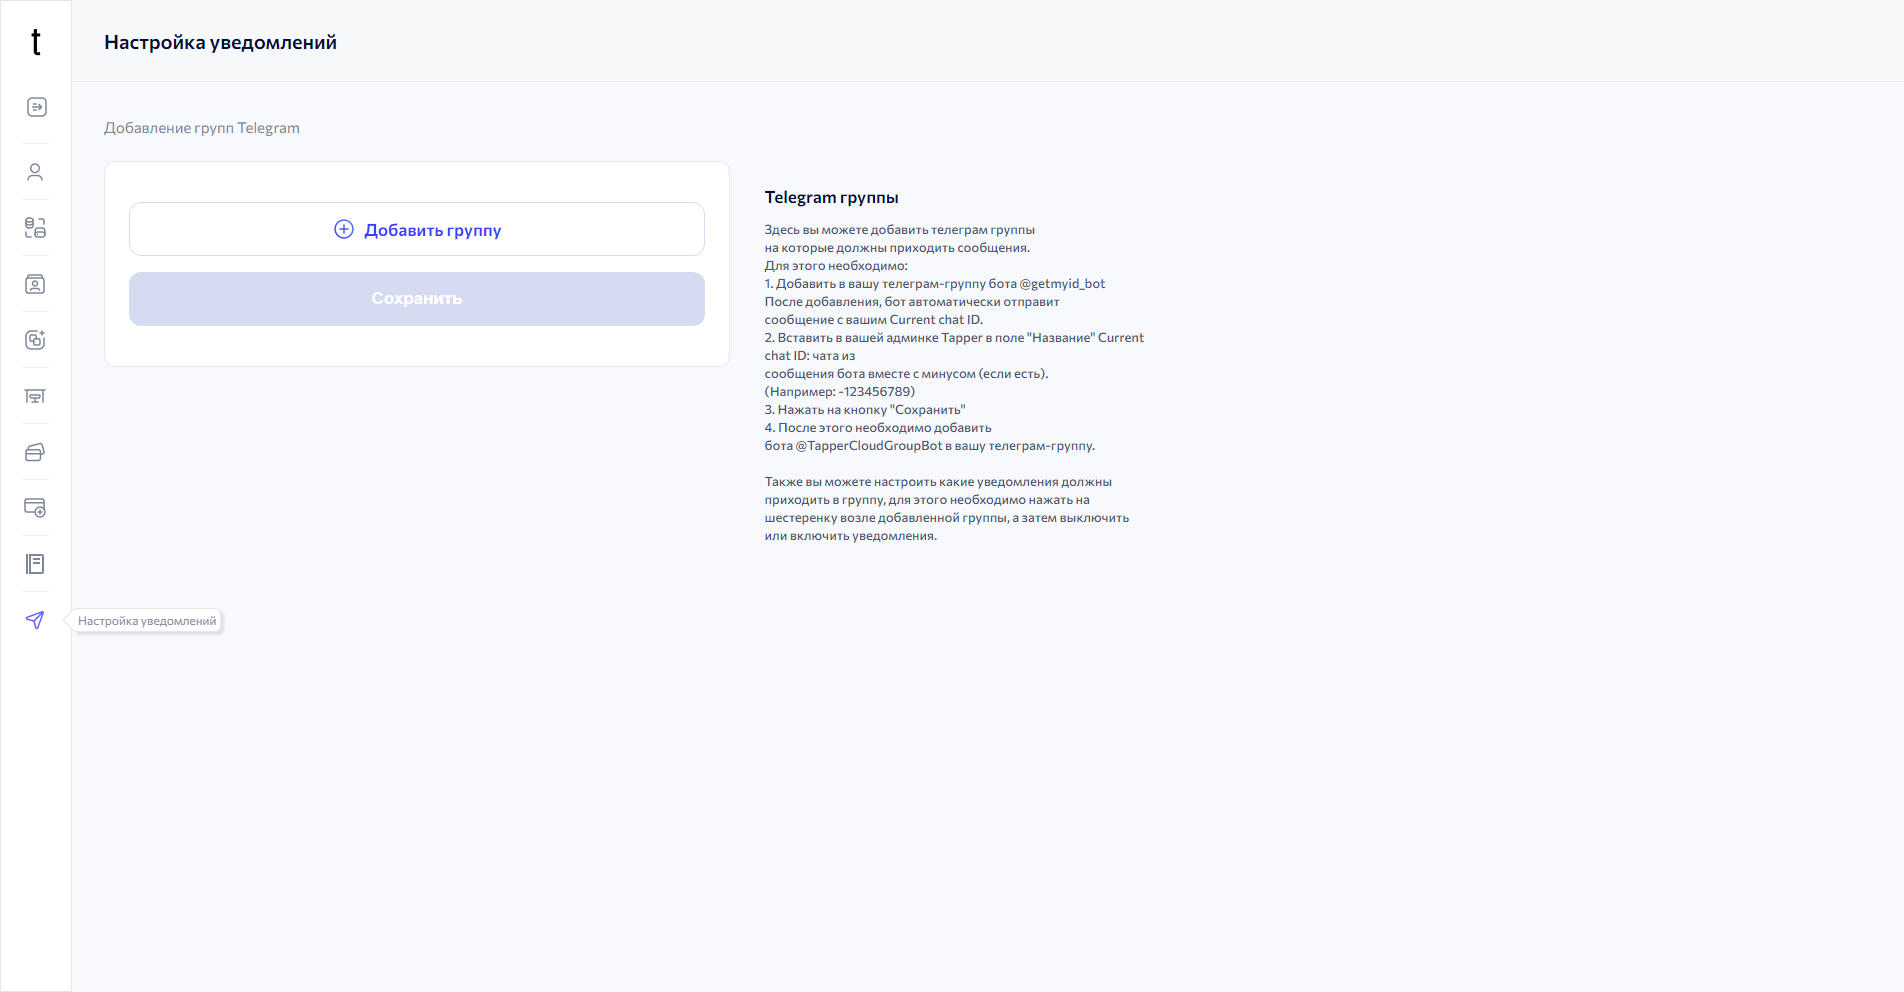 t
Настройка уведомлений
Добавление групп Telegram
Добавить группу
Сохранить
Telegram группы
Здесь вы можете добавить телеграм группы
на которые должны приходить сообщения.
Для этого необходимо:
1. Добавить в вашу телеграм-группу бота @getmyid_bot
После добавления, бот автоматически отправит
сообщение с вашим Current chat ID.
2. Вставить в вашей админке Tapper в поле "Название" Current
chat ID: чата из
сообщения бота вместе с минусом (если есть).
(Например: -123456789)
3. Нажать на кнопку "Сохранить"
4. После этого необходимо добавить
бота @TapperCloudGroupBot в вашу телеграм-группу.
Также вы можете настроить какие уведомления должны
приходить в группу, для этого необходимо нажать на
шестеренку возле добавленной группы, а затем выключить
или включить уведомления.
Настройка уведомлений